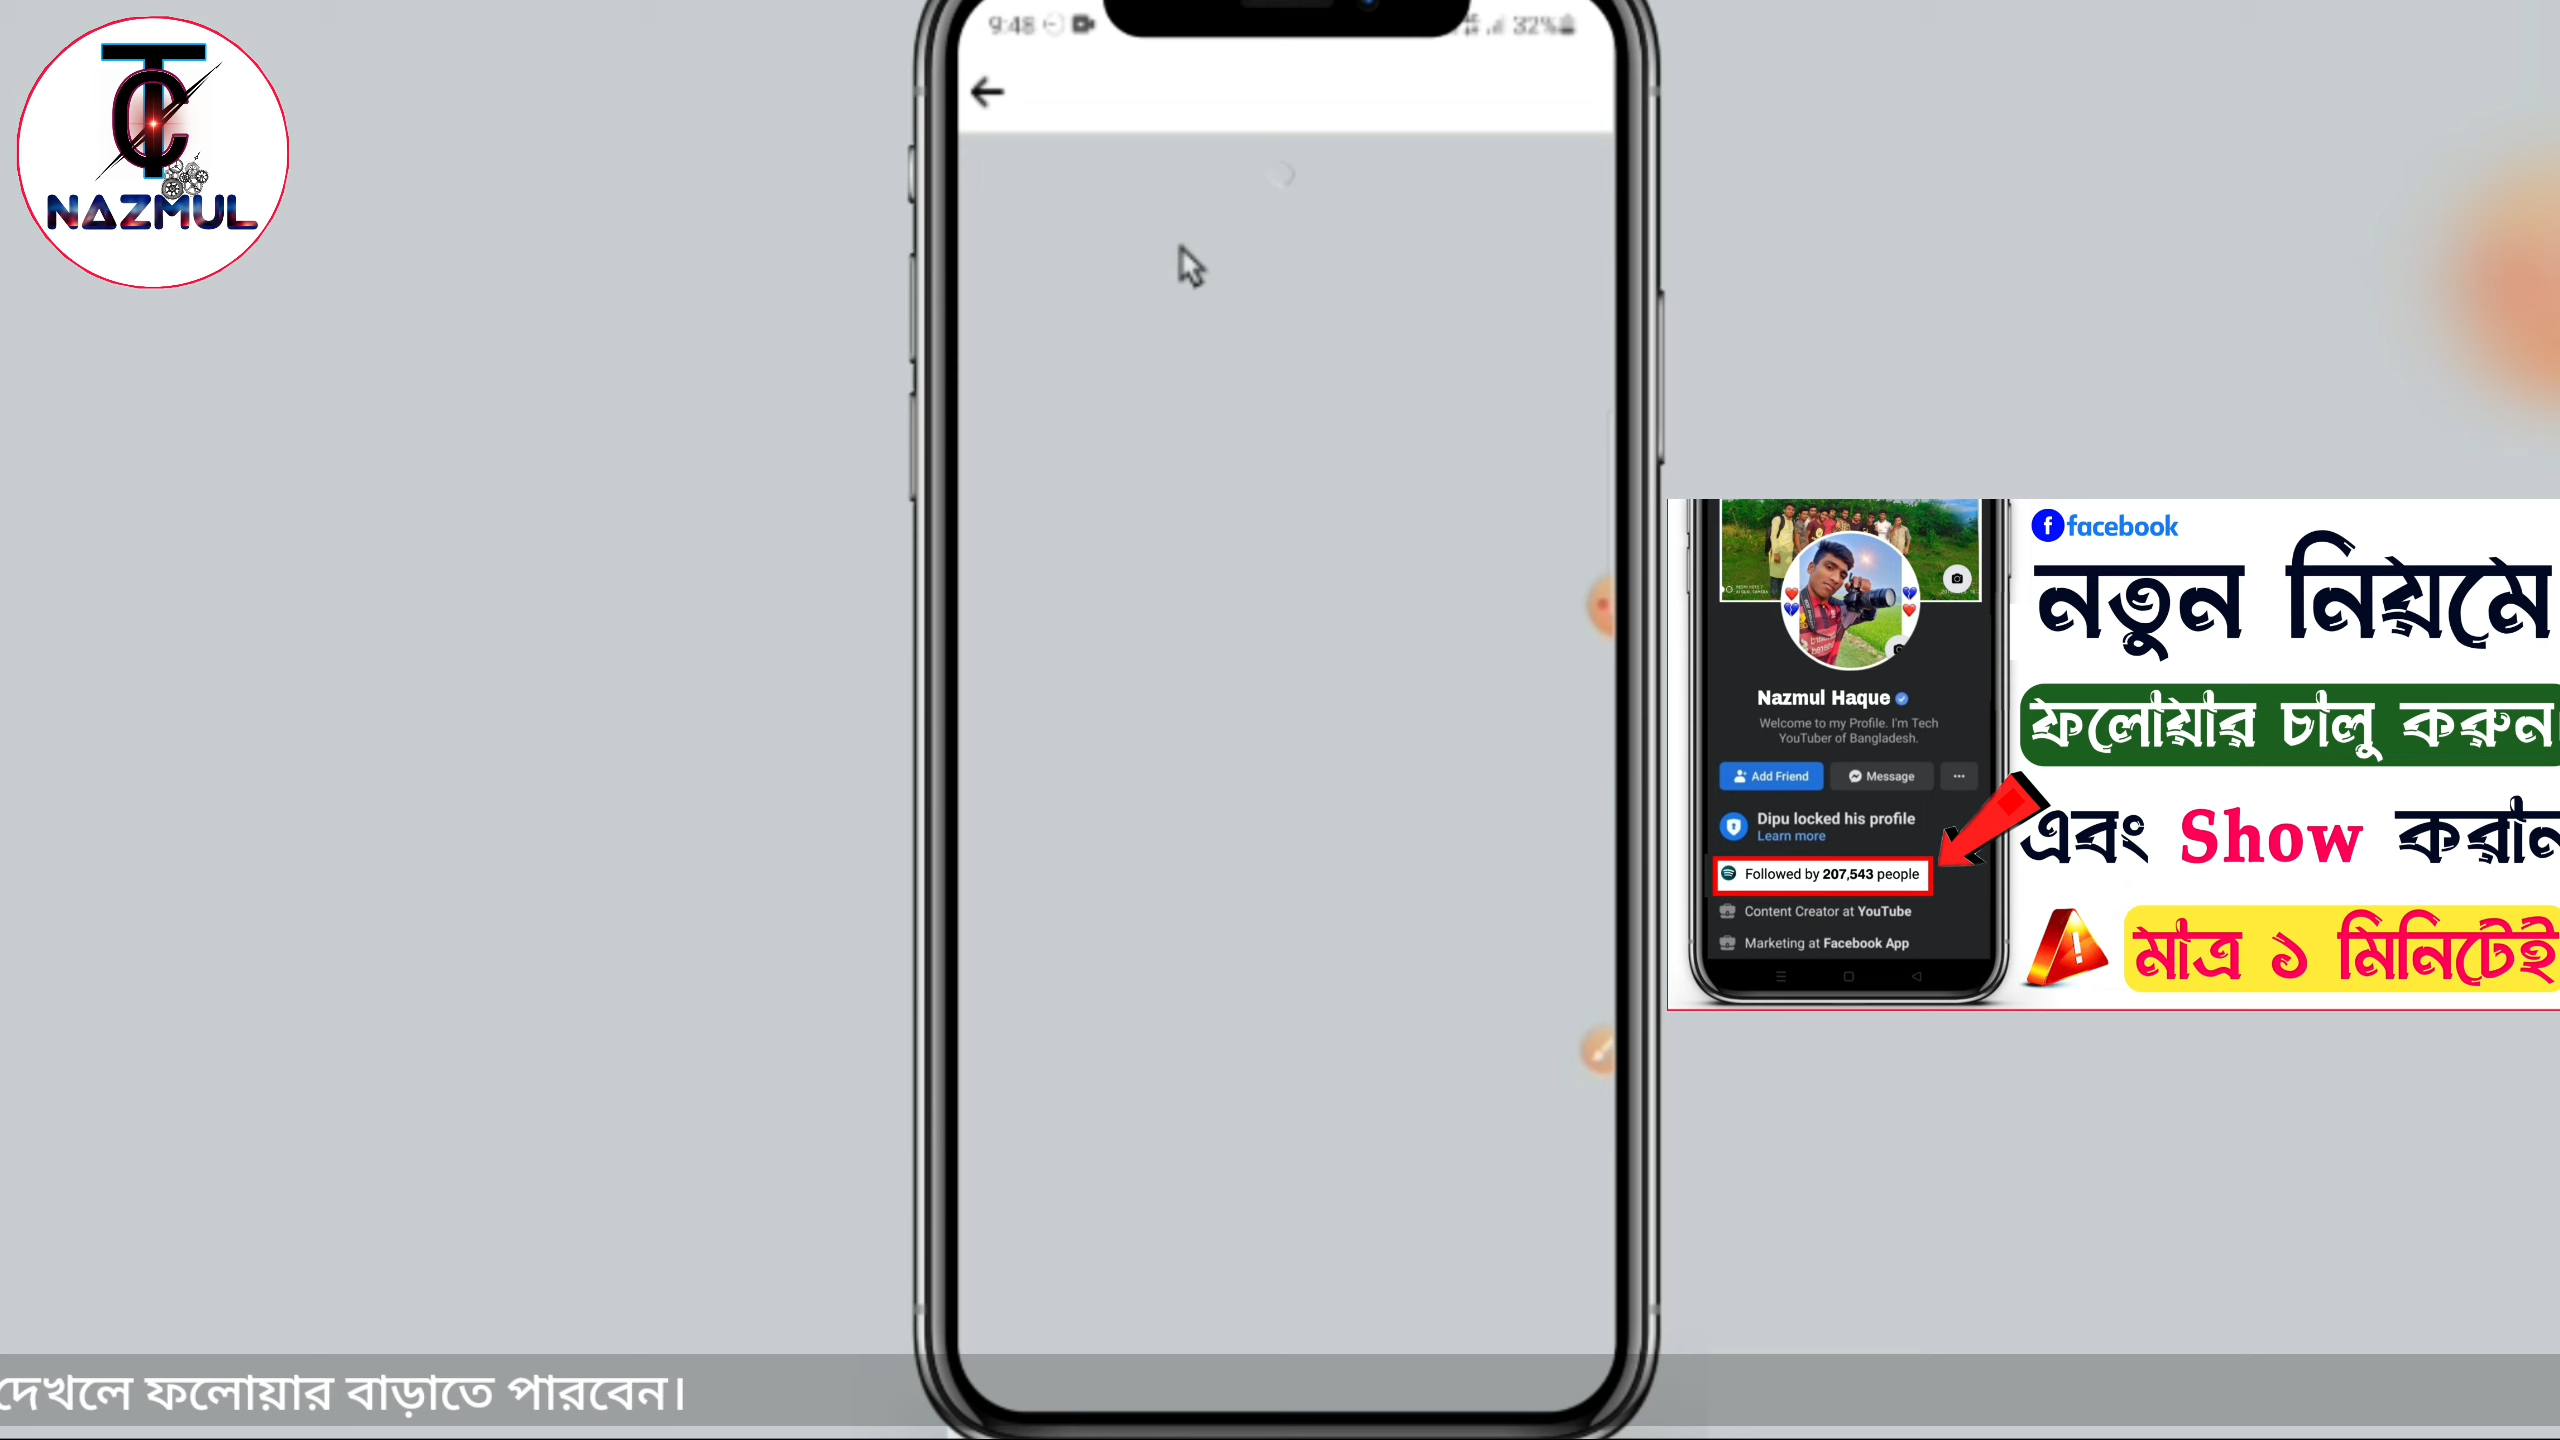 TC
NAZMUL
9:48
32%
facebook
নতুন নিয়মে
ফলোয়ার চালু করুন
এবং Show করান
মাত্র ১ মিনিটেই
Nazmul Haque
Welcome to my Profile. I'm Tech
YouTuber of Bangladesh.
Add Friend
Message
Dipu locked his profile
Learn more
Followed by 207,543 people
Content Creator at YouTube
Marketing at Facebook App
দেখলে ফলোয়ার বাড়াতে পারবেন।